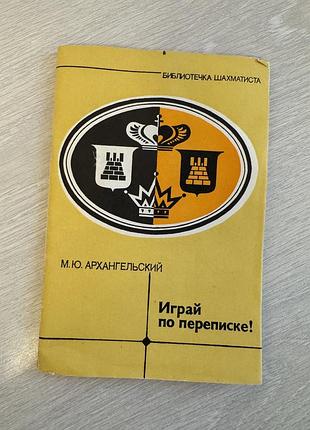 БИБЛИОТЕЧКА ШАХМАТИСТА
М.Ю. АРХАНГЕЛЬСКИЙ
Играй
по переписке!